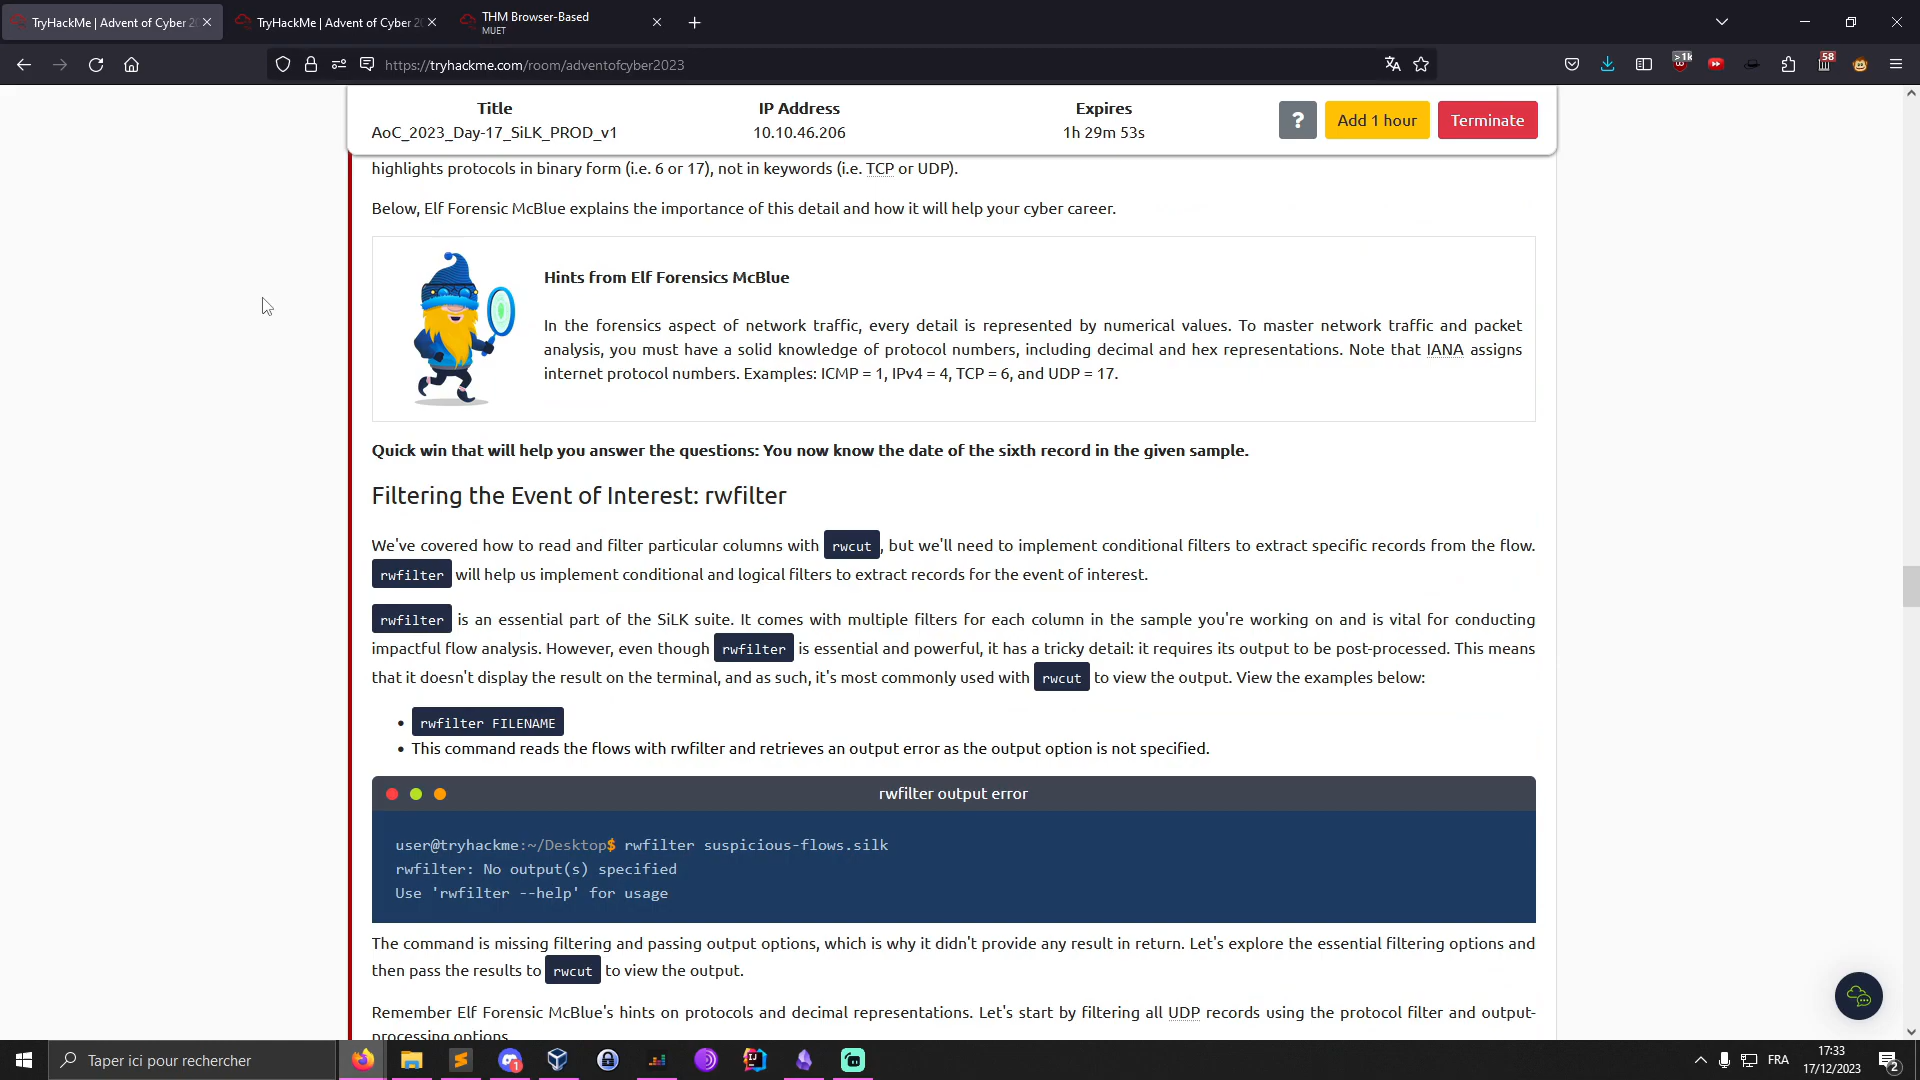 TryHackMe | Advent of Cyber 2
TryHackMe | Advent of Cyber 2
THM Browser-Based
MUET
https://tryhackme.com/room/adventofcyber2023
>1k
58
Title
IP Address
Expires
AoC_2023_Day-17_SiLK_PROD_v1
10.10.46.206
1h 29m 53s
?
Add 1 hour
Terminate
highlights protocols in binary form (i.e. 6 or 17), not in keywords (i.e. TCP or UDP).
Below, Elf Forensic McBlue explains the importance of this detail and how it will help your cyber career.
Hints from Elf Forensics McBlue
In the forensics aspect of network traffic, every detail is represented by numerical values. To master network traffic and packet
analysis, you must have a solid knowledge of protocol numbers, including decimal and hex representations. Note that IANA assigns
internet protocol numbers. Examples: ICMP = 1, IPv4 = 4, TCP = 6, and UDP = 17.
Quick win that will help you answer the questions: You now know the date of the sixth record in the given sample.
Filtering the Event of Interest: rwfilter
We've covered how to read and filter particular columns with rwcut, but we'll need to implement conditional filters to extract specific records from the flow.
rwfilter will help us implement conditional and logical filters to extract records for the event of interest.
rwfilter is an essential part of the SiLK suite. It comes with multiple filters for each column in the sample you're working on and is vital for conducting
impactful flow analysis. However, even though rwfilter is essential and powerful, it has a tricky detail: it requires its output to be post-processed. This means
that it doesn't display the result on the terminal, and as such, it's most commonly used with rwcut to view the output. View the examples below:
• rwfilter FILENAME
• This command reads the flows with rwfilter and retrieves an output error as the output option is not specified.
rwfilter output error
user@tryhackme:~/Desktop$ rwfilter suspicious-flows.silk
rwfilter: No output(s) specified
Use 'rwfilter --help' for usage
The command is missing filtering and passing output options, which is why it didn't provide any result in return. Let's explore the essential filtering options and
then pass the results to rwcut to view the output.
Remember Elf Forensic McBlue's hints on protocols and decimal representations. Let's start by filtering all UDP records using the protocol filter and output-
processing options.
Taper ici pour rechercher
1
FRA
17:33
17/12/2023
2